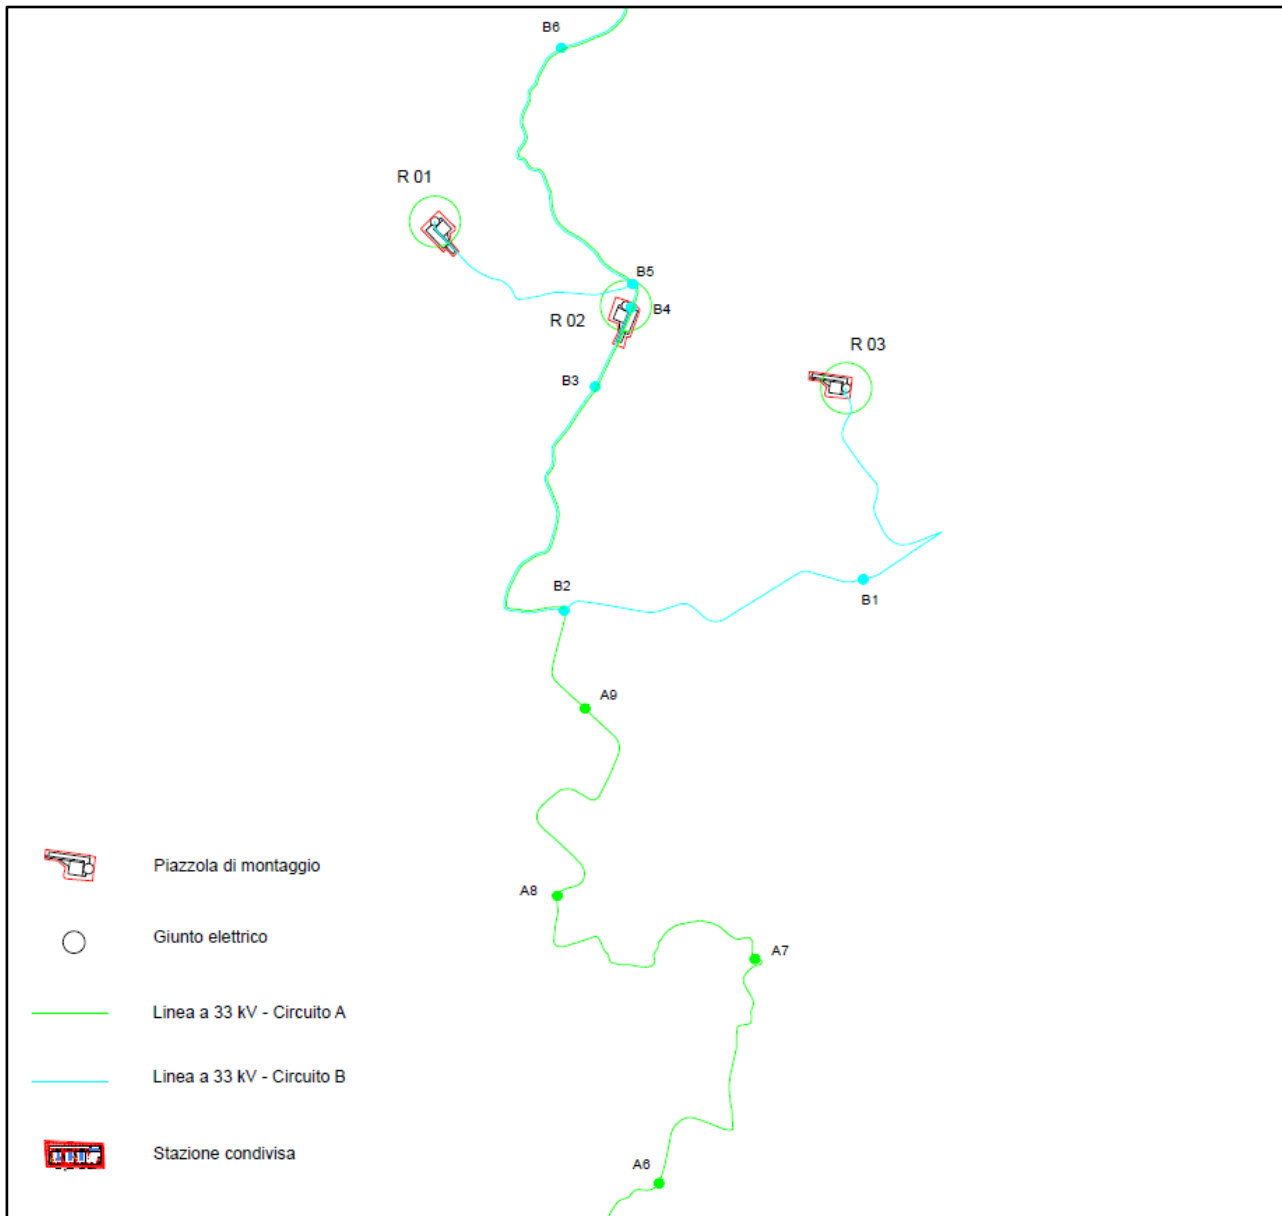 B6
R 01
B5
B4
R 02
R 03
B3
B2
B1
A9
Piazzola di montaggio
A8
Giunto elettrico
A7
Linea a 33 kV - Circuito A
Linea a 33 kV - Circuito B
Stazione condivisa
A6